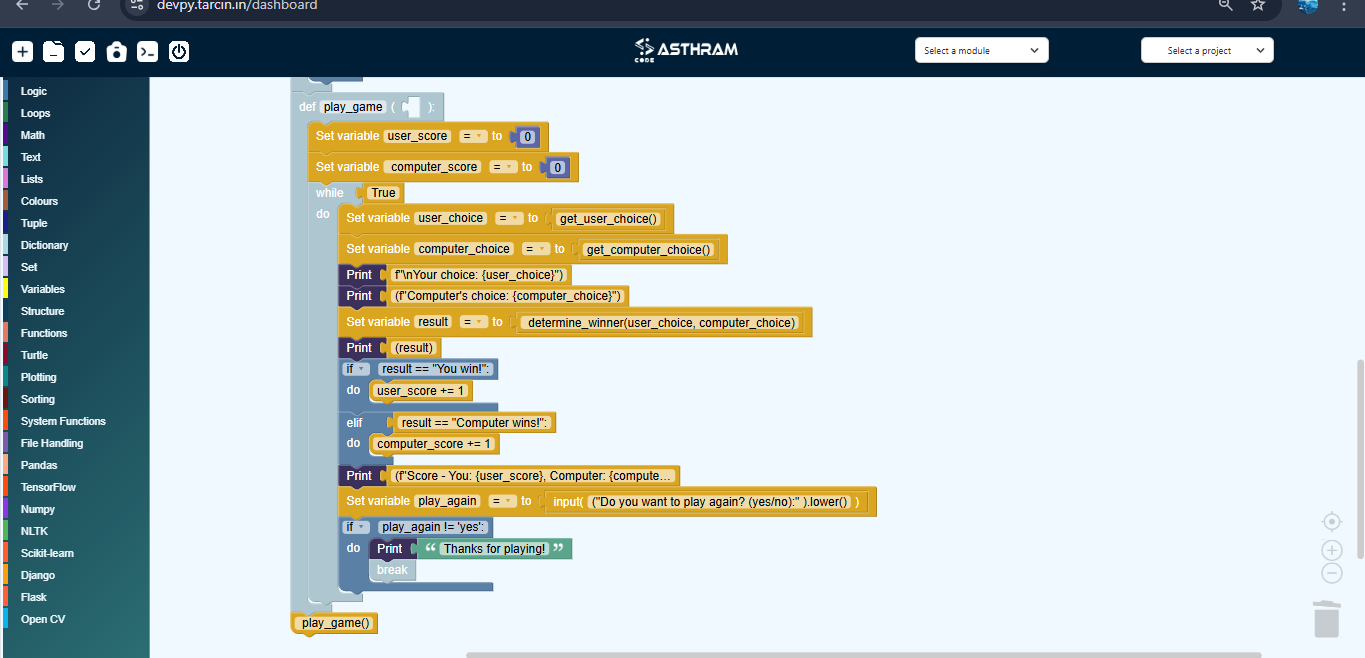 devpy.tarcin.in/dashboard
ASTHRAM
CODE
Select a module
Select a project
Logic
Loops
Math
Text
Lists
Colours
Tuple
Dictionary
Set
Variables
Structure
Functions
Turtle
Plotting
Sorting
System Functions
File Handling
Pandas
TensorFlow
Numpy
NLTK
Scikit-learn
Django
Flask
Open CV
def play_game ( ):
Set variable user_score = to 0
Set variable computer_score = to 0
while True
do Set variable user_choice = to get_user_choice()
Set variable computer_choice = to get_computer_choice()
Print f"\nYour choice: {user_choice}")
Print (f"Computer's choice: {computer_choice}")
Set variable result = to determine_winner(user_choice, computer_choice)
Print (result)
if result == "You win!":
do user_score += 1
elif result == "Computer wins!":
do computer_score += 1
Print (f"Score - You: {user_score}, Computer: {compute...
Set variable play_again = to input( ("Do you want to play again? (yes/no):" ).lower() )
if play_again != 'yes':
do Print “ Thanks for playing! ”
break
play_game()